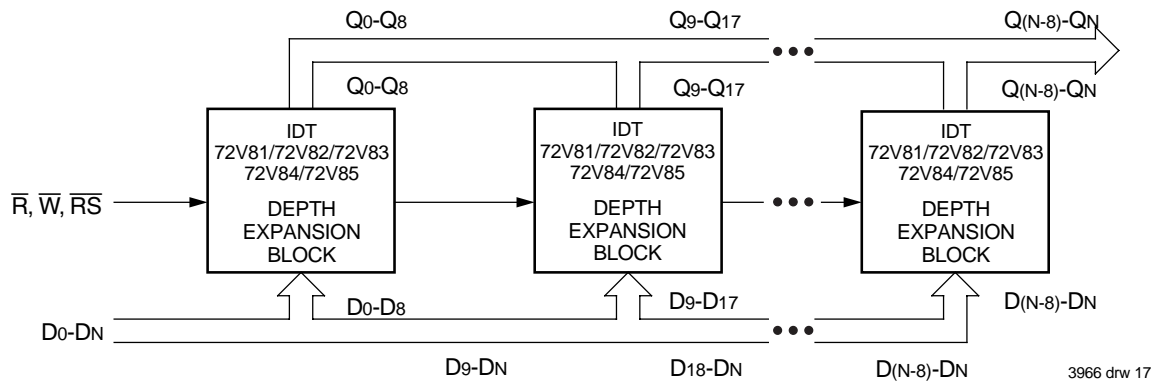 Q0-Q8 Q9-Q17 Q(N-8)-QN
Q0-Q8 Q9-Q17 Q(N-8)-QN
IDT
72V81/72V82/72V83
72V84/72V85
DEPTH
EXPANSION
BLOCK
IDT
72V81/72V82/72V83
72V84/72V85
DEPTH
EXPANSION
BLOCK
IDT
72V81/72V82/72V83
72V84/72V85
DEPTH
EXPANSION
BLOCK
R̅, W̅, R̅S̅
D0-D8 D9-D17 D(N-8)-DN
D0-DN
D9-DN D18-DN D(N-8)-DN
3966 drw 17